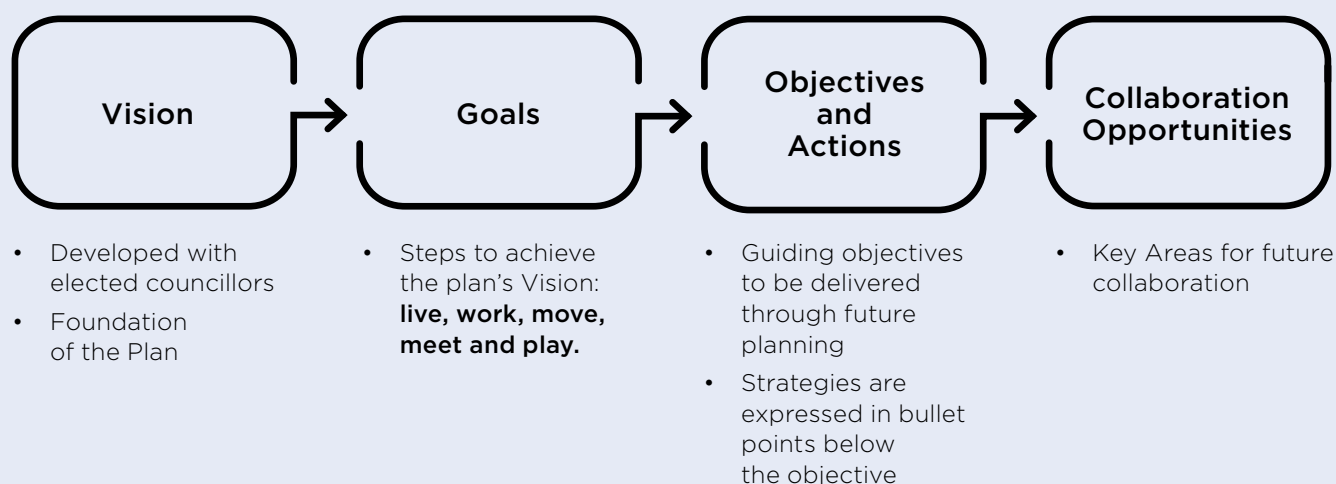 Vision
Goals
Objectives
and
Actions
Collaboration
Opportunities
• Developed with
elected councillors
• Foundation
of the Plan
• Steps to achieve
the plan’s Vision:
live, work, move,
meet and play.
• Guiding objectives
to be delivered
through future
planning
• Strategies are
expressed in bullet
points below
the objective
• Key Areas for future
collaboration